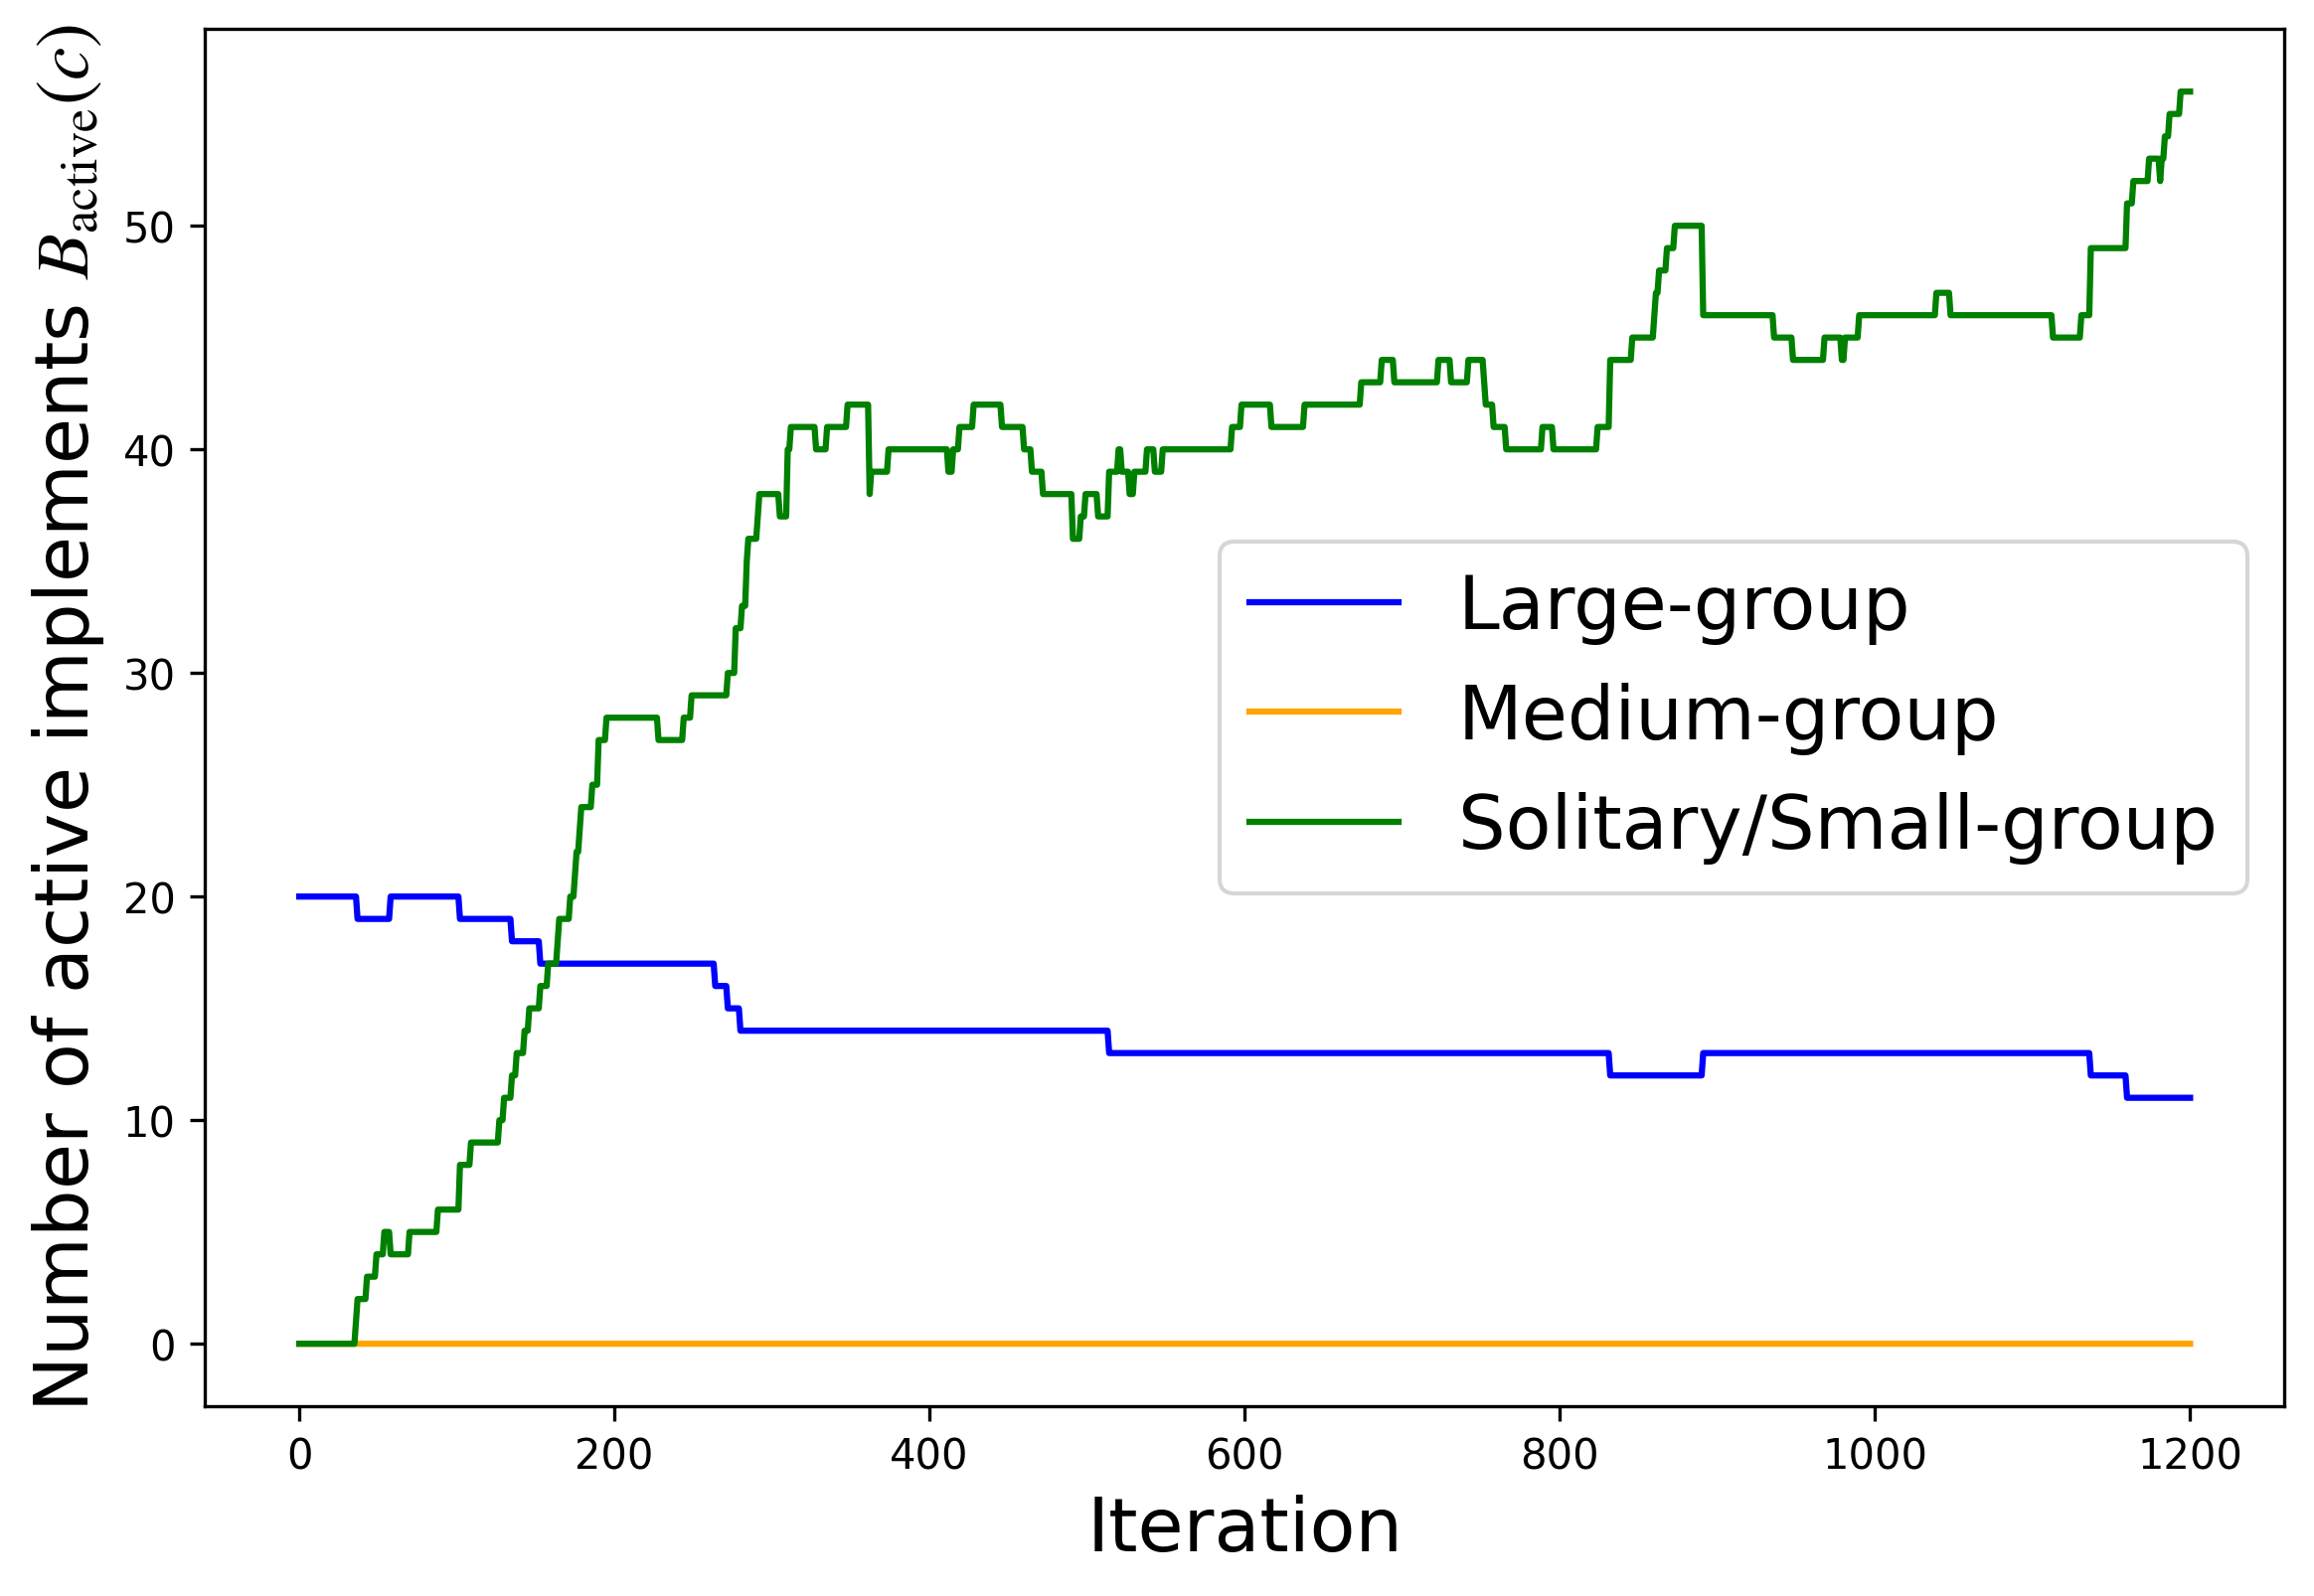 Number of active implements B_active(c)
50
40
30
20
10
0
Large-group
Medium-group
Solitary/Small-group
0 200 400 600 800 1000 1200
Iteration